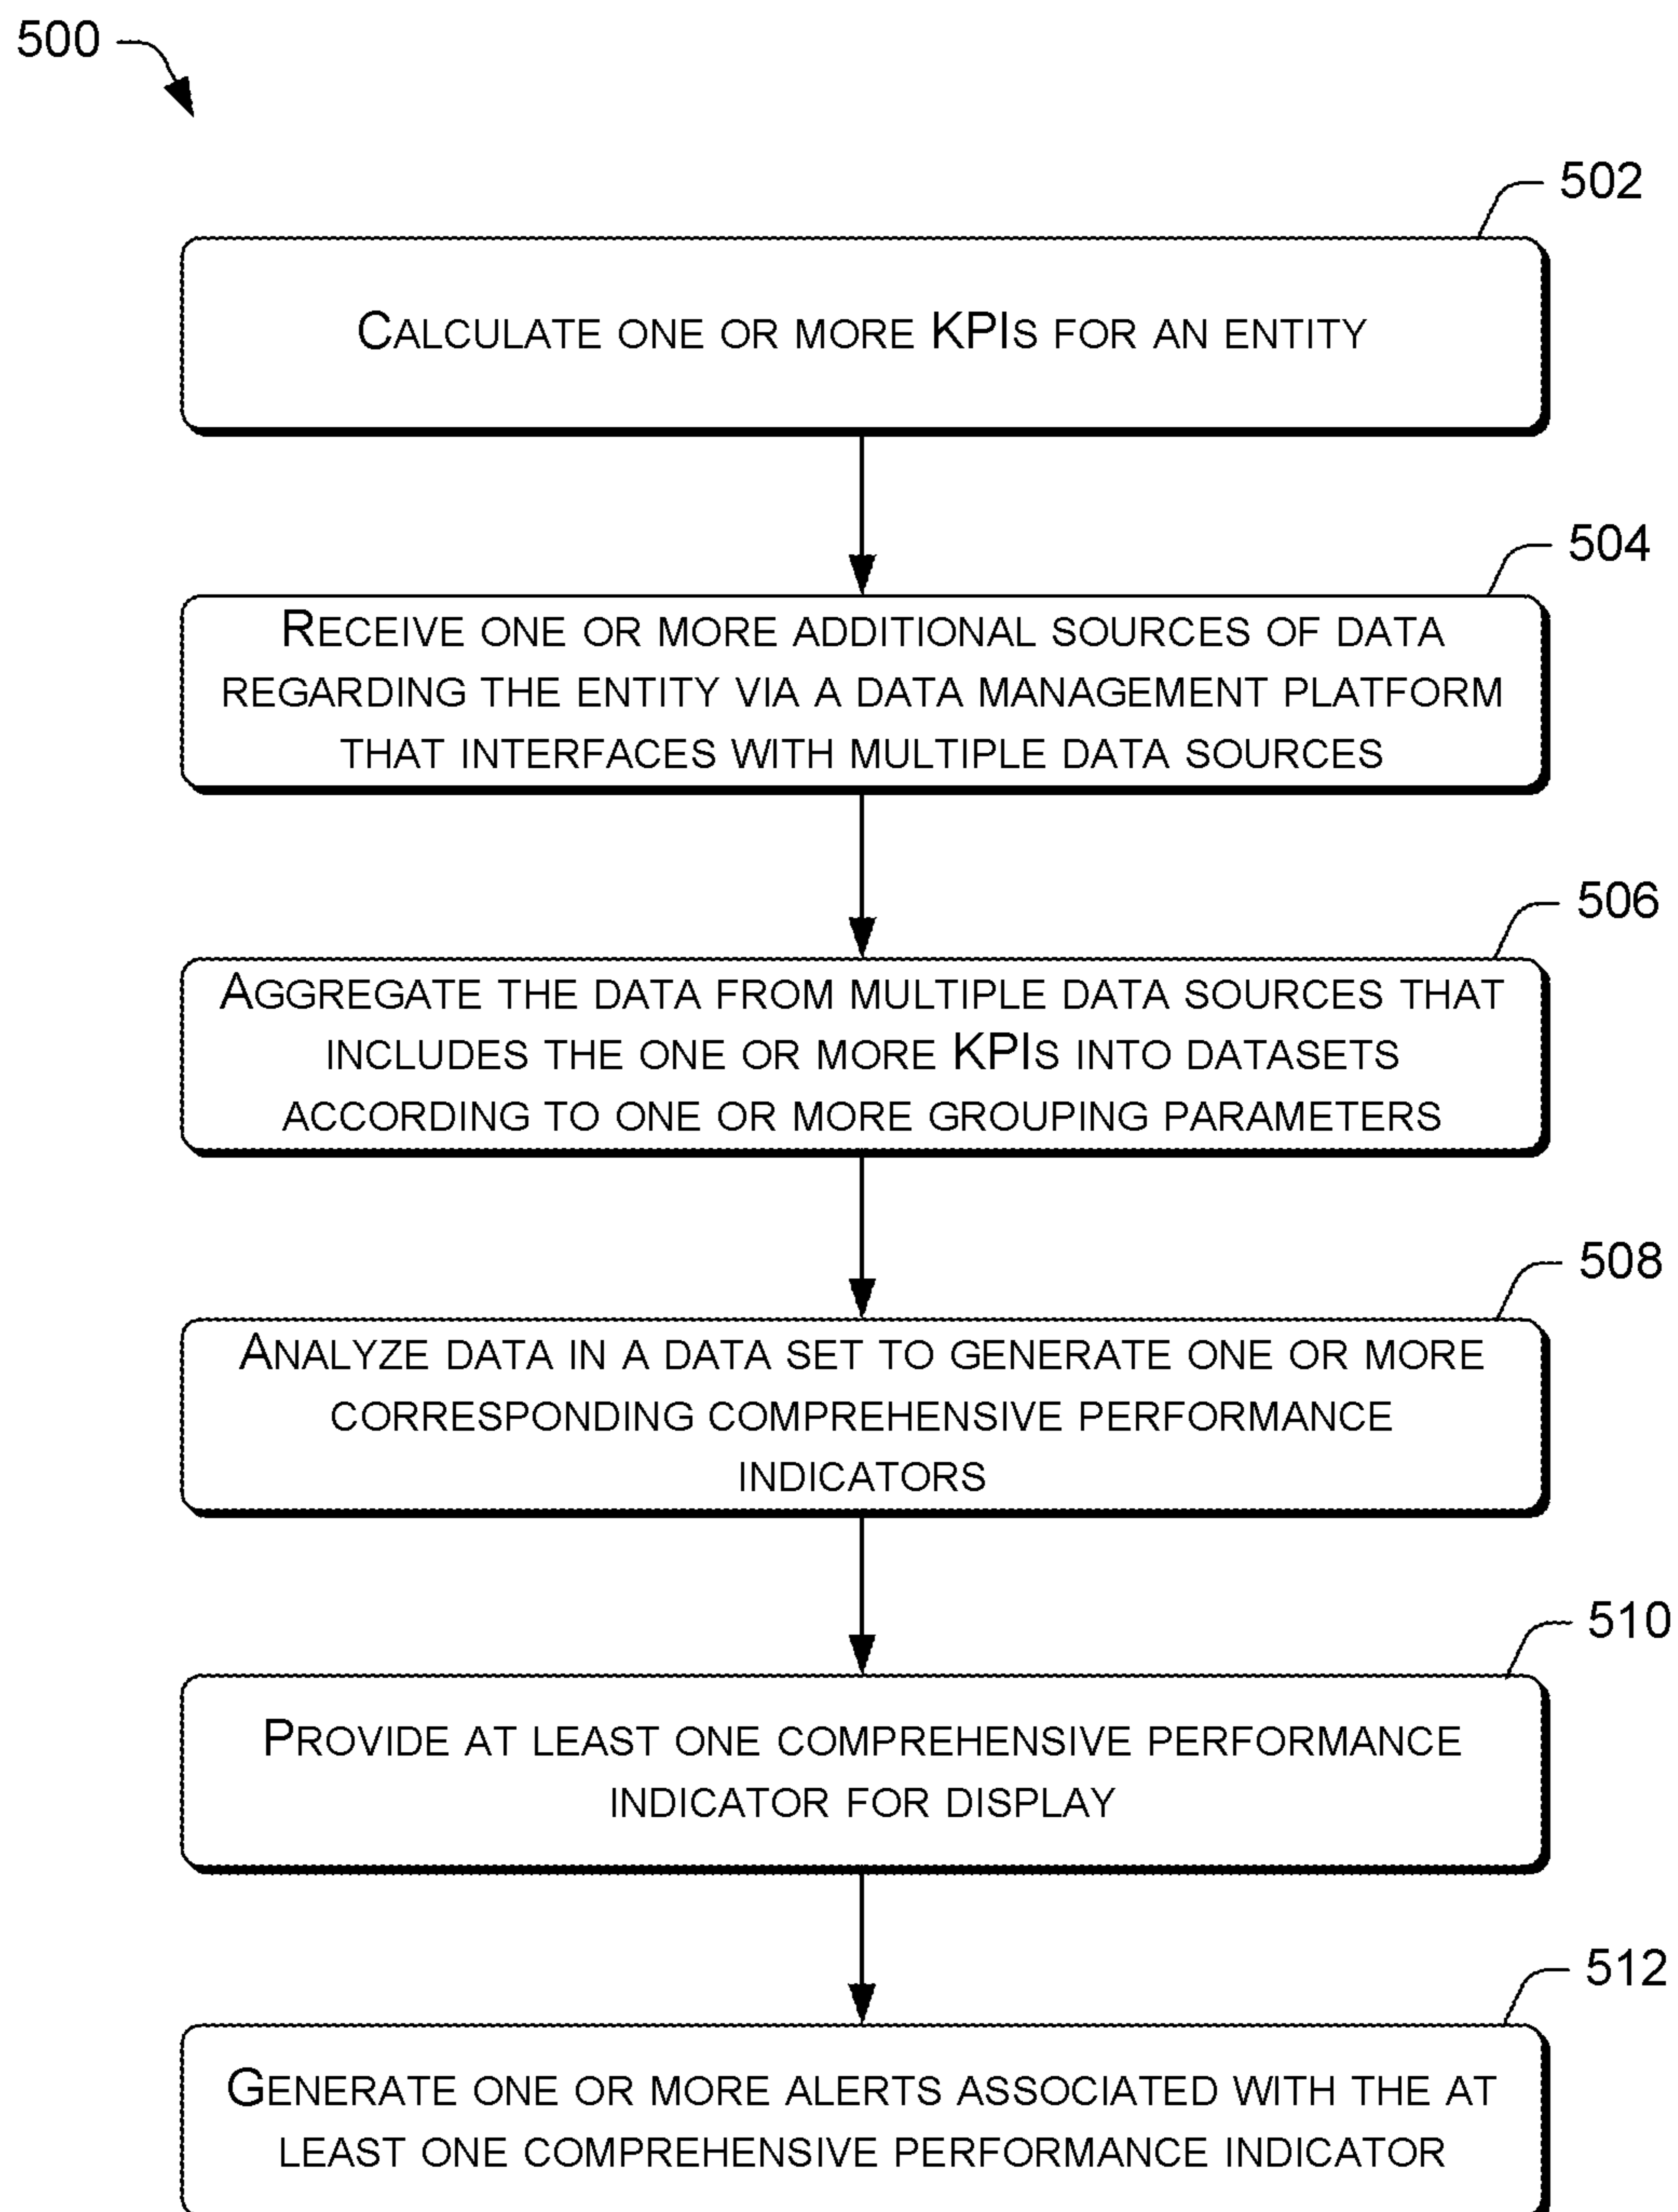 500
502
CALCULATE ONE OR MORE KPIS FOR AN ENTITY
504
RECEIVE ONE OR MORE ADDITIONAL SOURCES OF DATA
REGARDING THE ENTITY VIA A DATA MANAGEMENT PLATFORM
THAT INTERFACES WITH MULTIPLE DATA SOURCES
506
AGGREGATE THE DATA FROM MULTIPLE DATA SOURCES THAT
INCLUDES THE ONE OR MORE KPIS INTO DATASETS
ACCORDING TO ONE OR MORE GROUPING PARAMETERS
508
ANALYZE DATA IN A DATA SET TO GENERATE ONE OR MORE
CORRESPONDING COMPREHENSIVE PERFORMANCE
INDICATORS
510
PROVIDE AT LEAST ONE COMPREHENSIVE PERFORMANCE
INDICATOR FOR DISPLAY
512
GENERATE ONE OR MORE ALERTS ASSOCIATED WITH THE AT
LEAST ONE COMPREHENSIVE PERFORMANCE INDICATOR